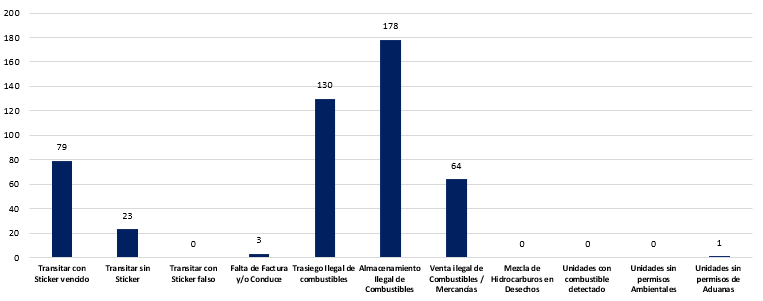 200
180
160
140
120
100
80
60
40
20
0
79
23
0
3
130
178
64
0
0
0
1
Transitar con
Sticker vencido
Transitar sin
Sticker
Transitar con
Sticker falso
Falta de Factura
y/o Conduce
Trasiego Ilegal de
combustibles
Almacenamiento
Ilegal de
Combustibles
Venta ilegal de
Combustibles /
Mercancías
Mezcla de
Hidrocarburos en
Desechos
Unidades con
combustible
detectado
Unidades sin
permisos
Ambientales
Unidades sin
permisos de
Aduanas